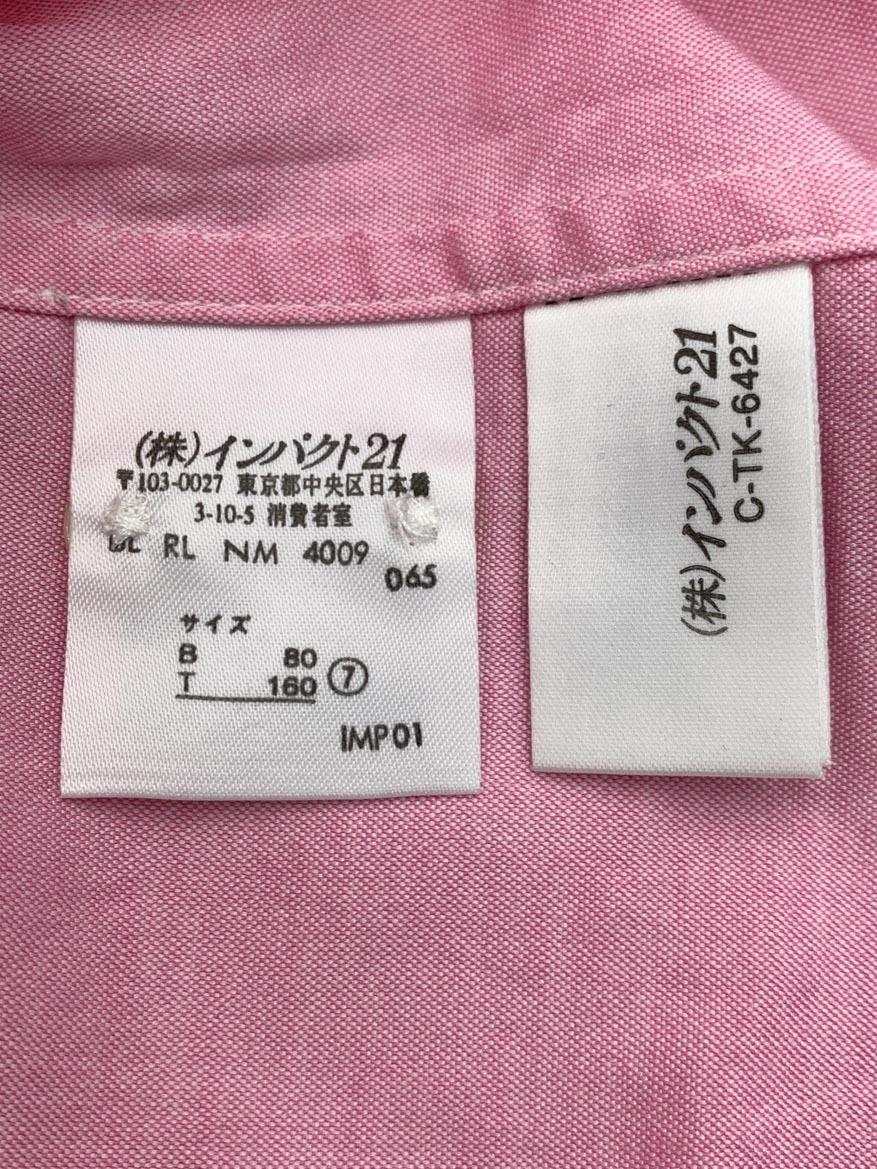 (株)インパクト21
〒103-0027 東京都中央区日本橋
3-10-5 消費者室
RL NM 4009
065
サイズ
B 80
T 160 ⑦
IMP01
(株)インパクト21
C-TK-6427